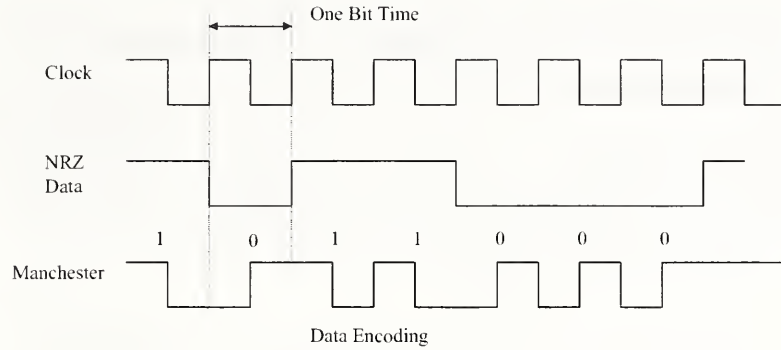 One Bit Time
Clock
NRZ
Data
1 0 1 1 0 0 0
Manchester
Data Encoding